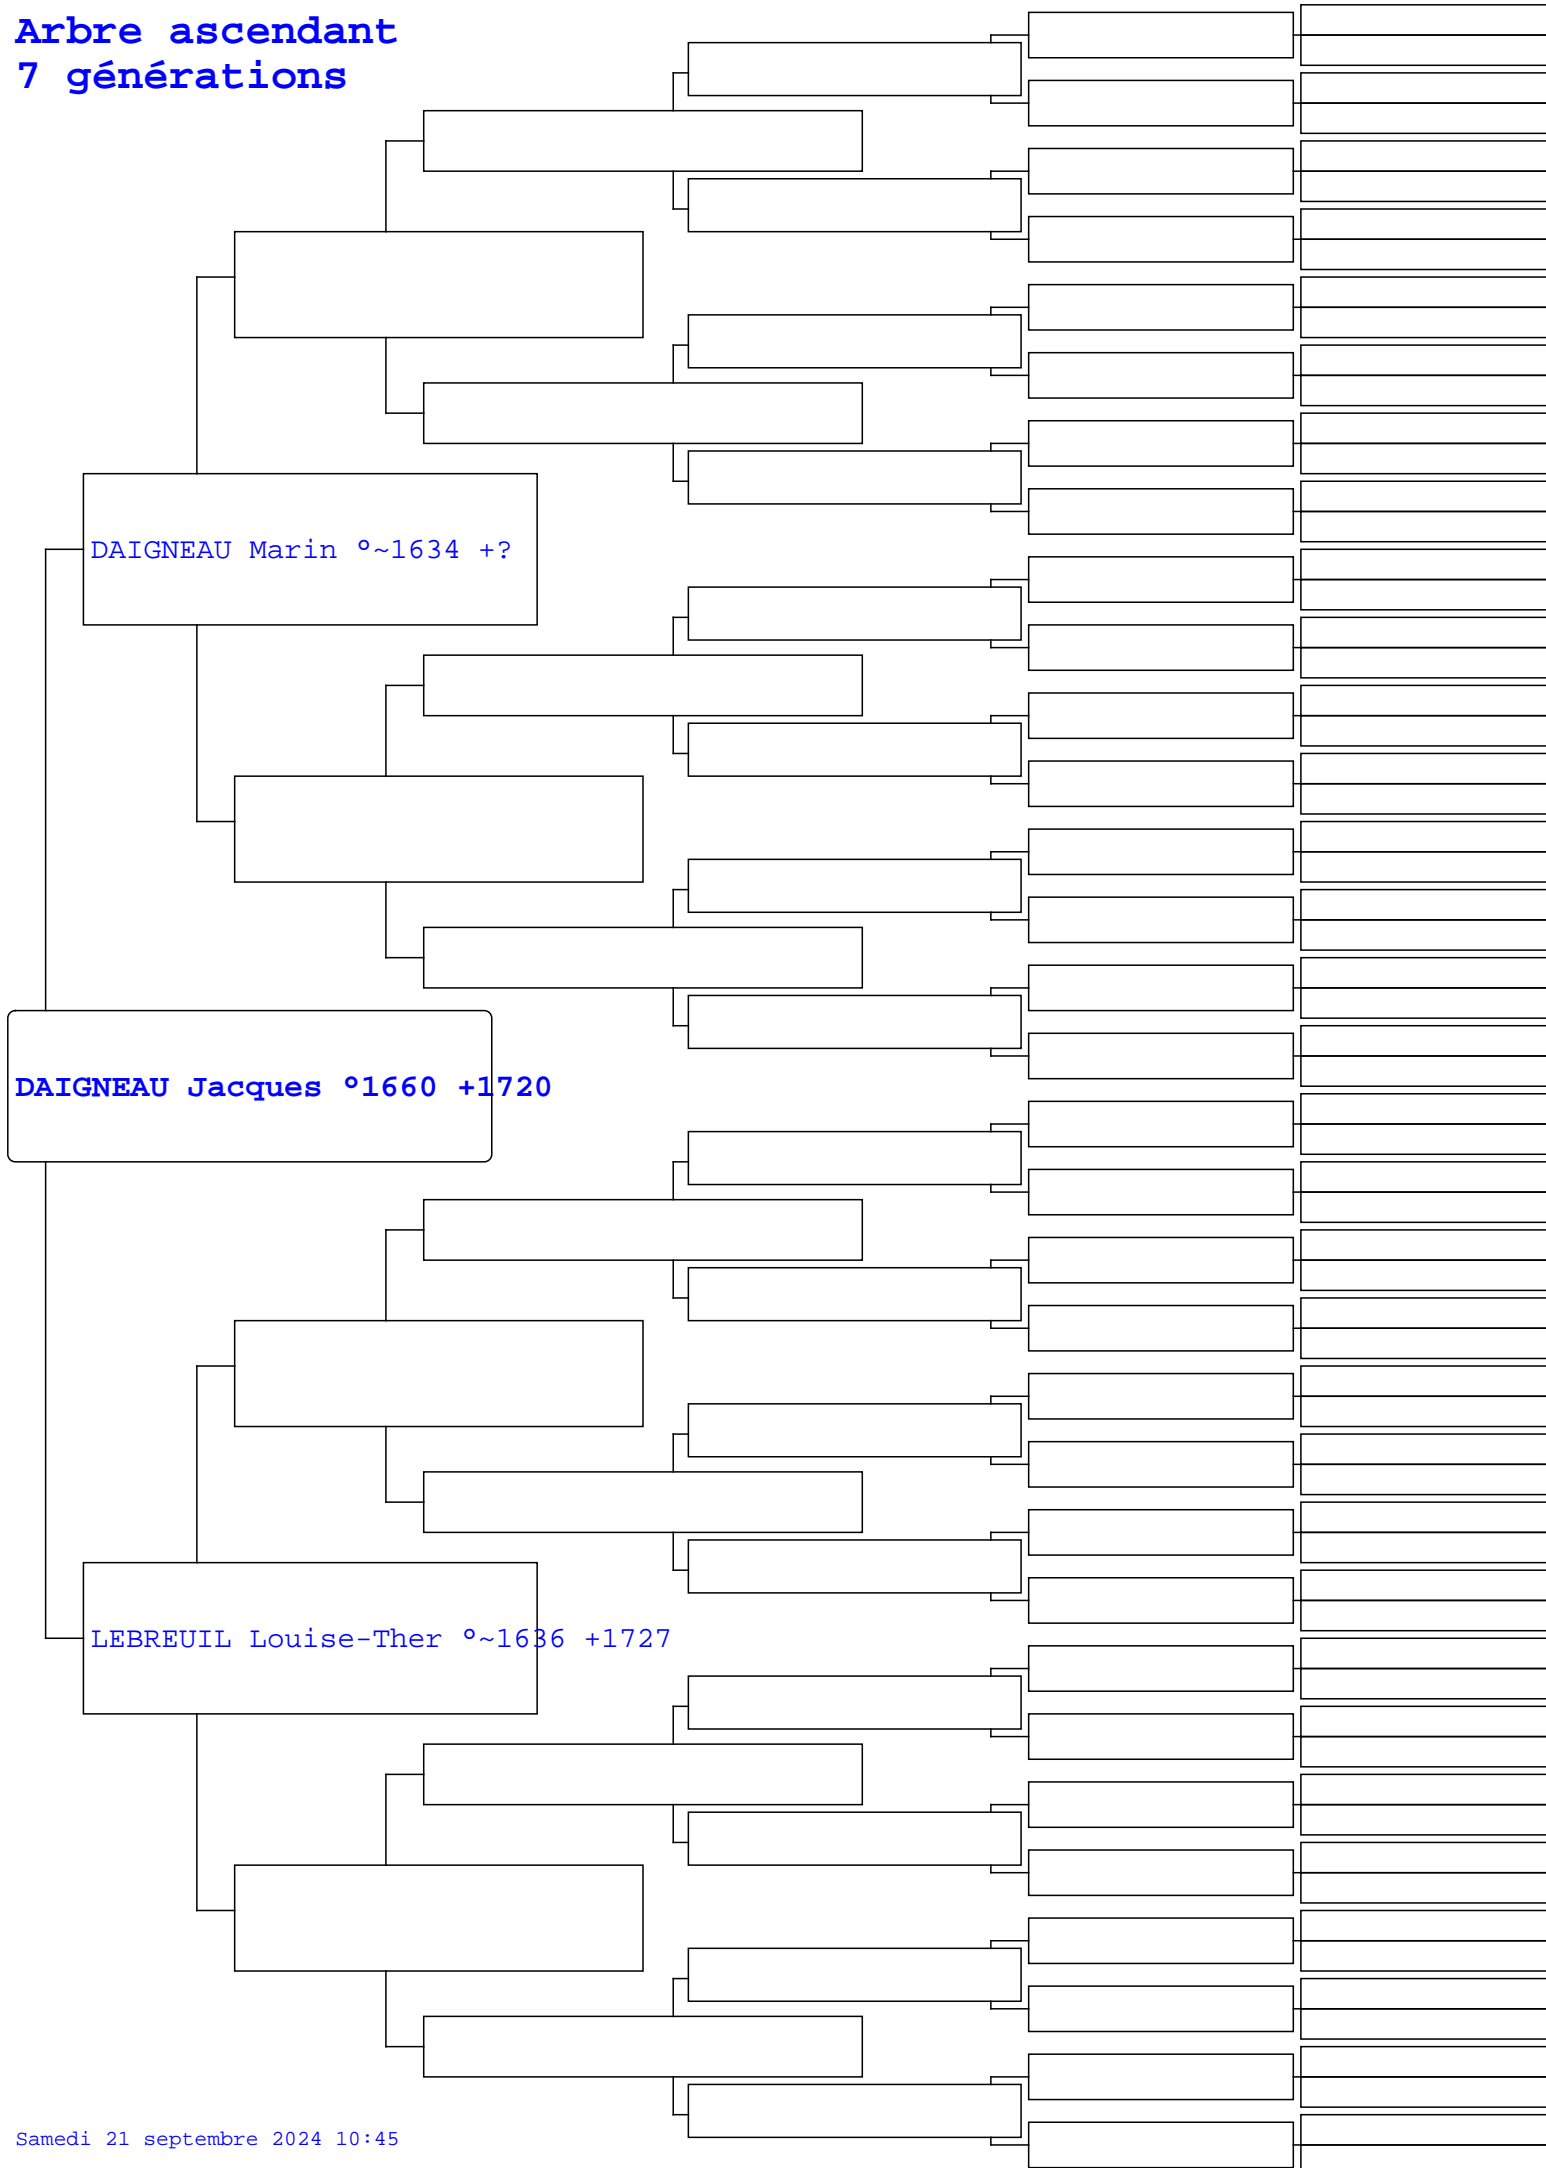 Arbre ascendant
7 générations
DAIGNEAU Marin °~1634 +?
DAIGNEAU Jacques °1660 +1720
LEBREUIL Louise-Ther °~1636 +1727
Samedi 21 septembre 2024 10:45